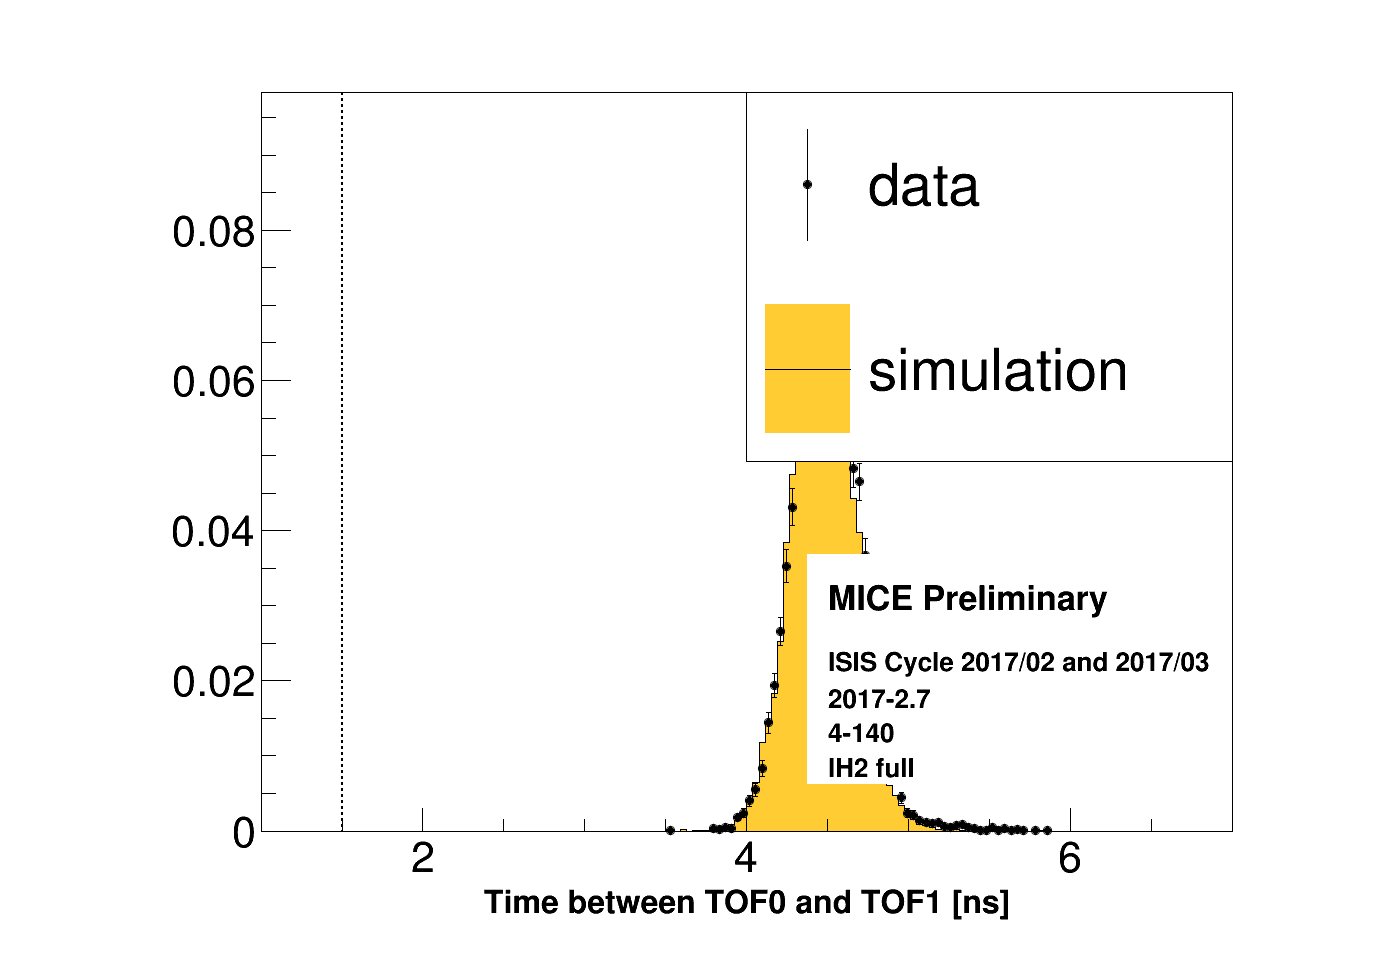 data
0.08
simulation
0.06
0.04
MICE Preliminary
ISIS Cycle 2017/02 and 2017/03
0.02
2017-2.7
4-140
IH2 full
0
2 4 6
Time between TOF0 and TOF1 [ns]